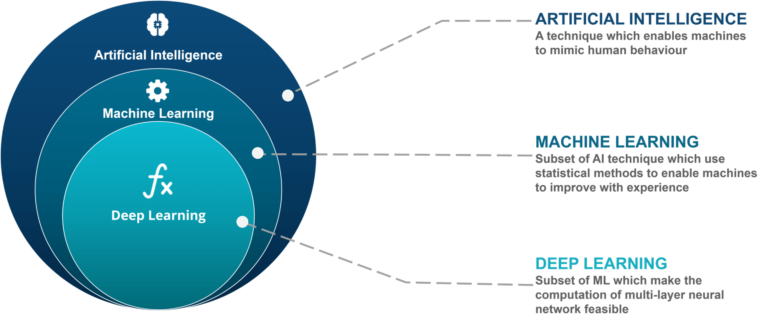 Artificial Intelligence
Machine Learning
fx
Deep Learning
ARTIFICIAL INTELLIGENCE
A technique which enables machines
to mimic human behaviour
MACHINE LEARNING
Subset of AI technique which use
statistical methods to enable machines
to improve with experience
DEEP LEARNING
Subset of ML which make the
computation of multi-layer neural
network feasible